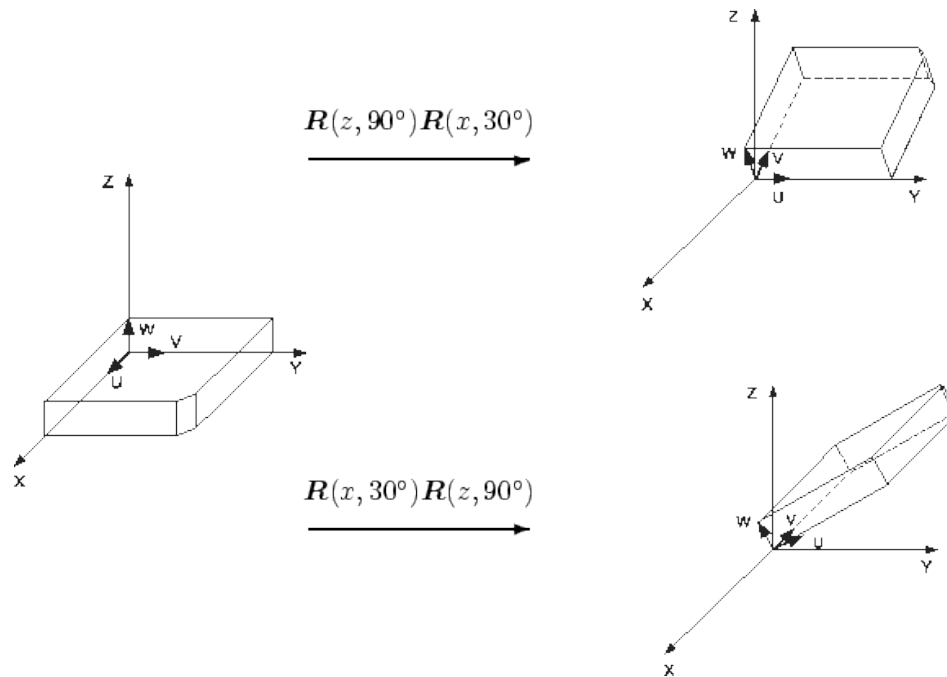 Z
R(z, 90°)R(x, 30°)
W
V
U
Y
X
Z
W
V
Y
U
X
R(x, 30°)R(z, 90°)
Z
W
V
U
Y
X